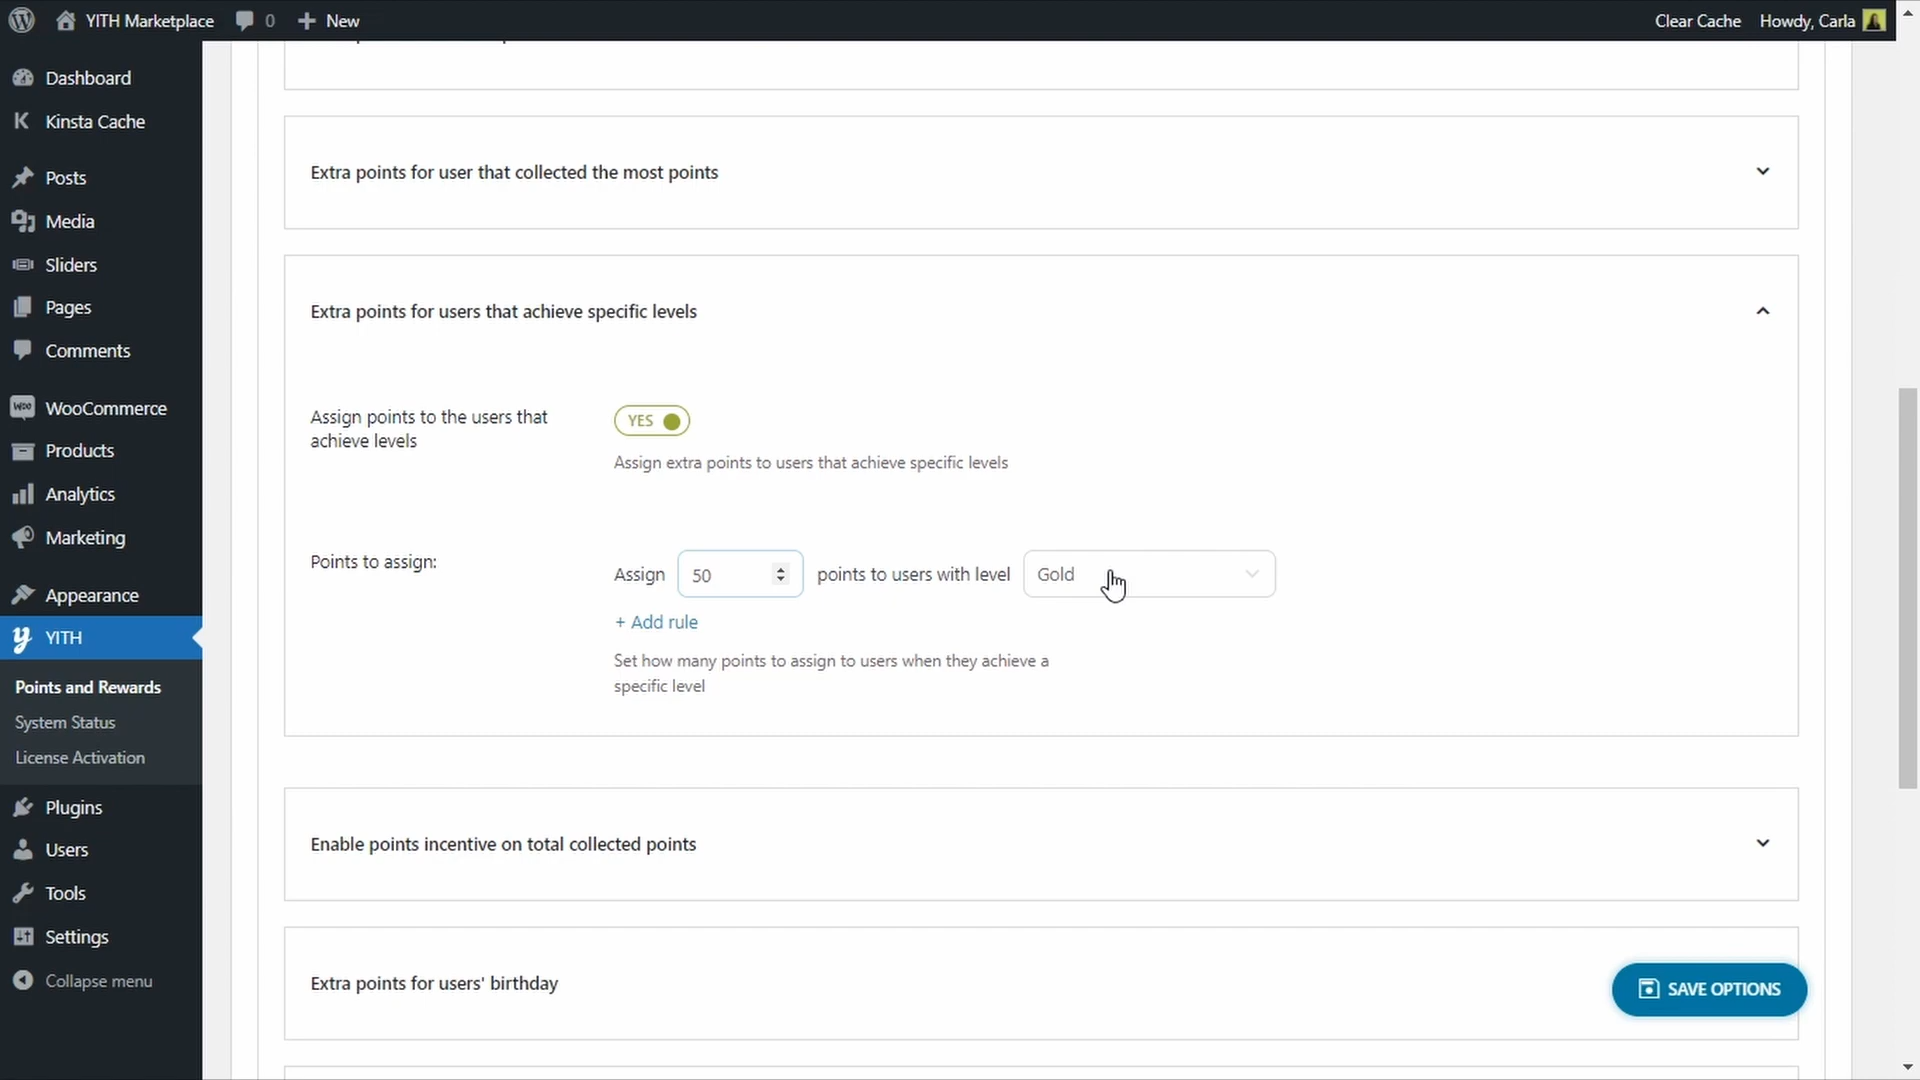 YITH Marketplace
0
New
Clear Cache
Howdy, Carla
Dashboard
Kinsta Cache
Posts
Media
Sliders
Pages
Comments
WooCommerce
Products
Analytics
Marketing
Appearance
YITH
Points and Rewards
System Status
License Activation
Plugins
Users
Tools
Settings
Collapse menu
Extra points for user that collected the most points
Extra points for users that achieve specific levels
Assign points to the users that
achieve levels
YES
Assign extra points to users that achieve specific levels
Points to assign:
Assign 50 points to users with level Gold
+ Add rule
Set how many points to assign to users when they achieve a
specific level
Enable points incentive on total collected points
Extra points for users' birthday
SAVE OPTIONS